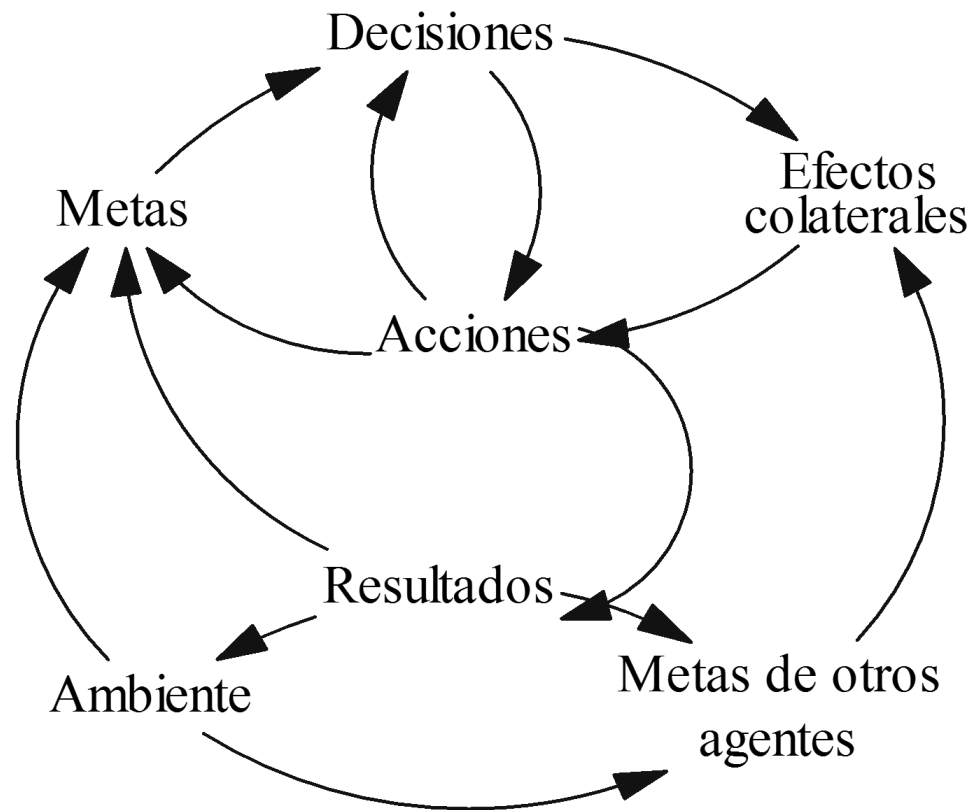 Decisiones
Efectos
colaterales
Metas
Acciones
Resultados
Ambiente
Metas de otros
agentes